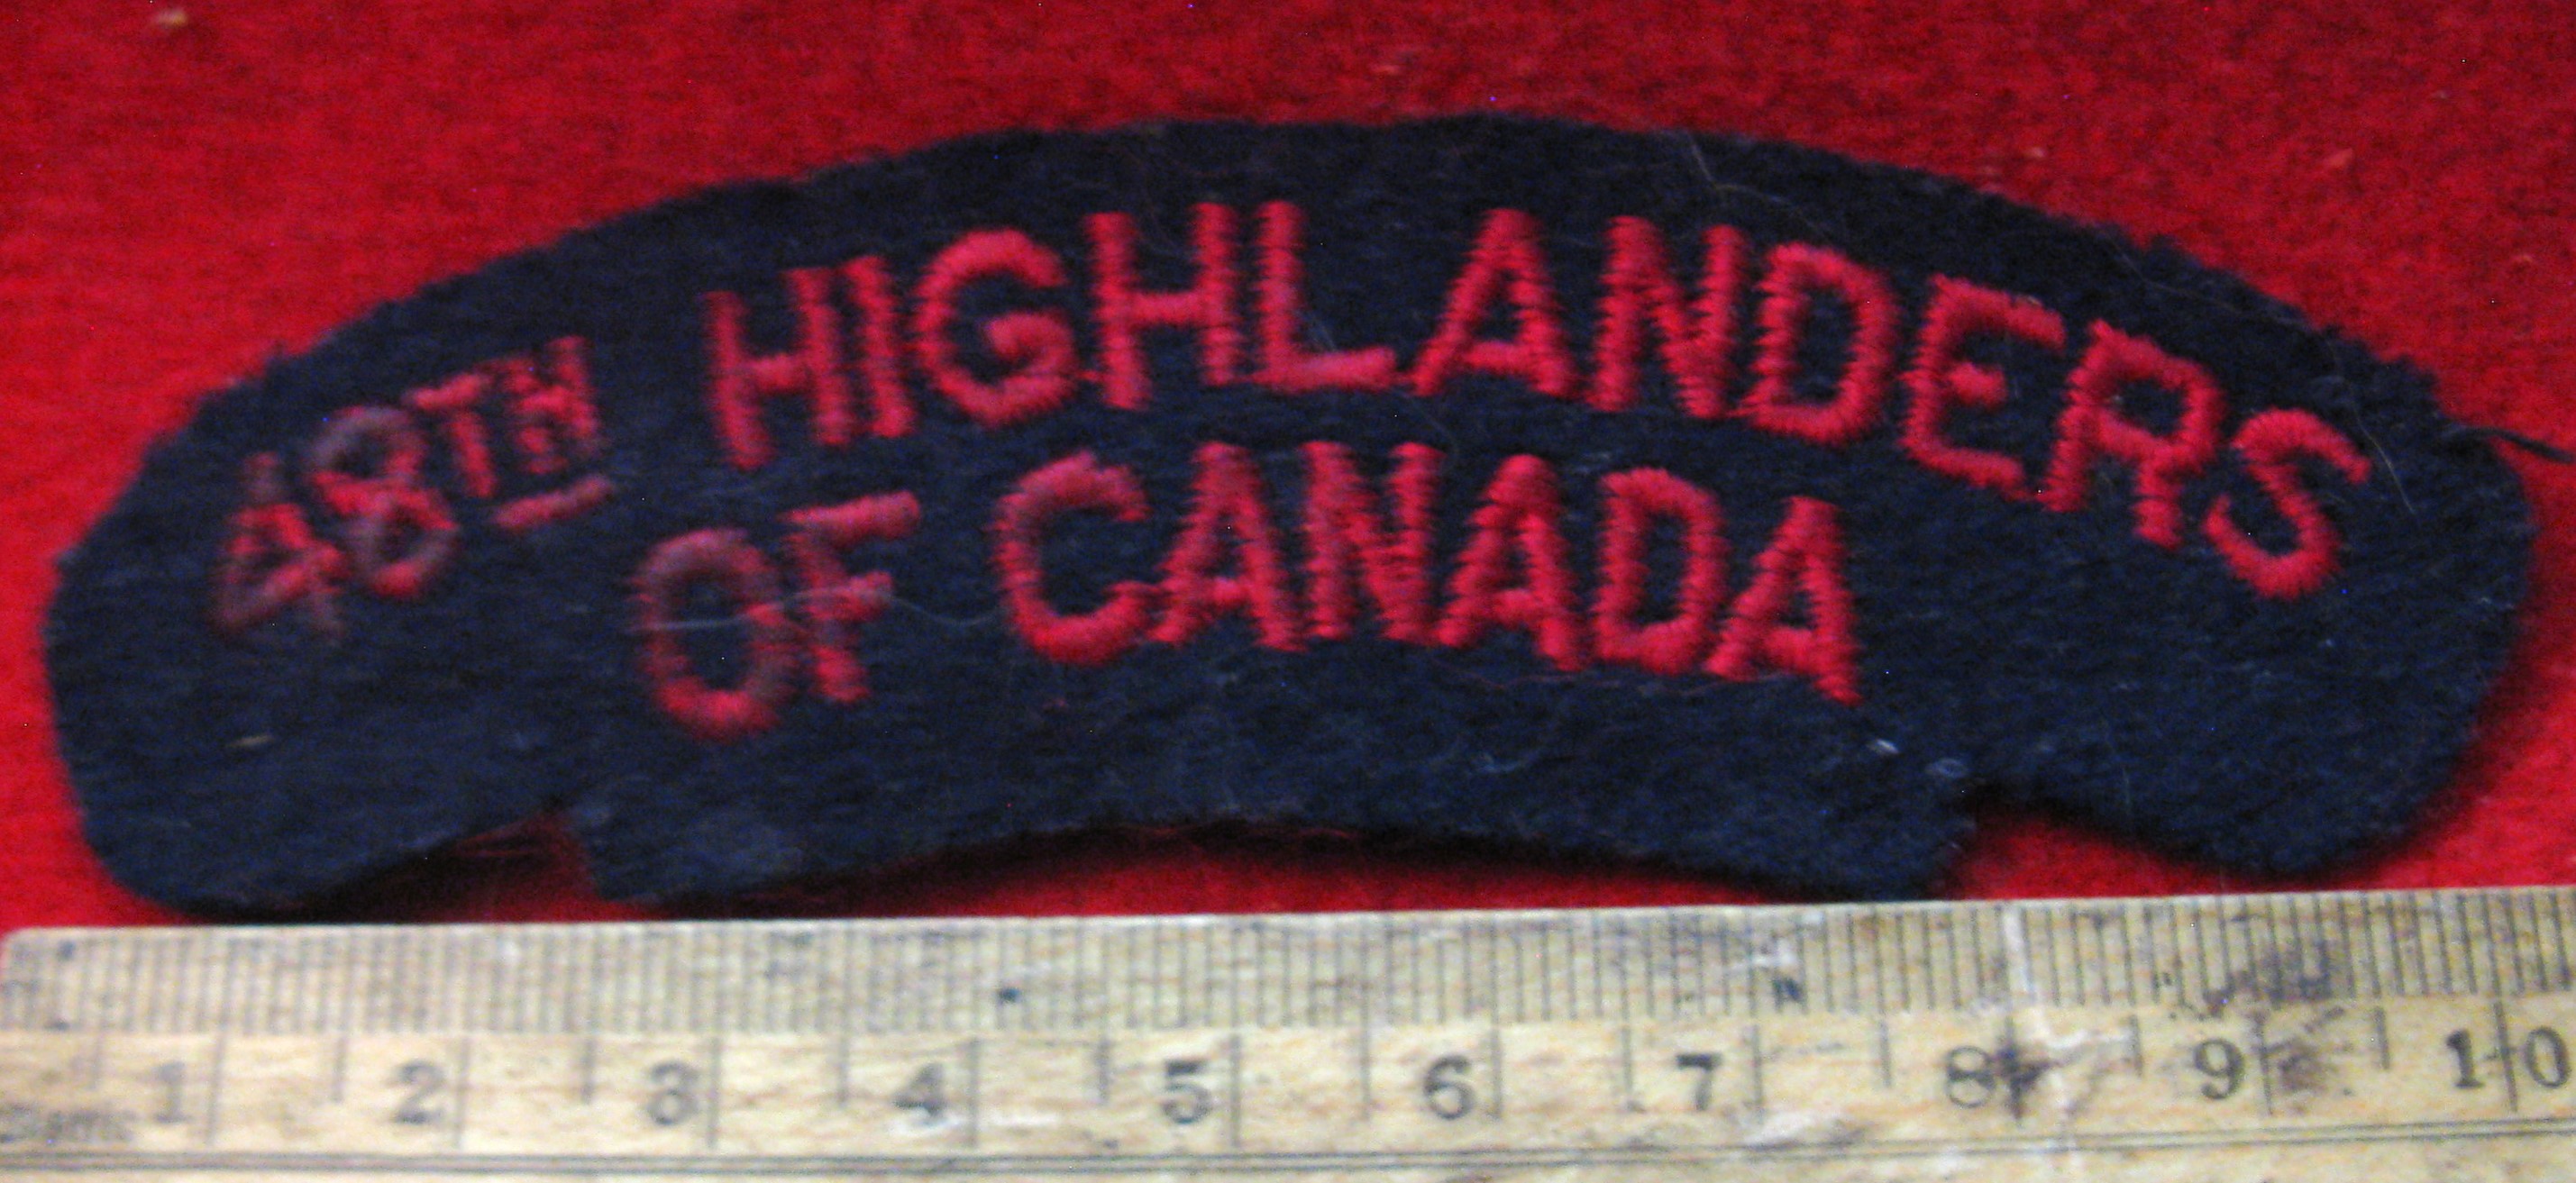 48TH HIGHLANDERS
OF CANADA
1 2 3 4 5 6 7 8 9 10